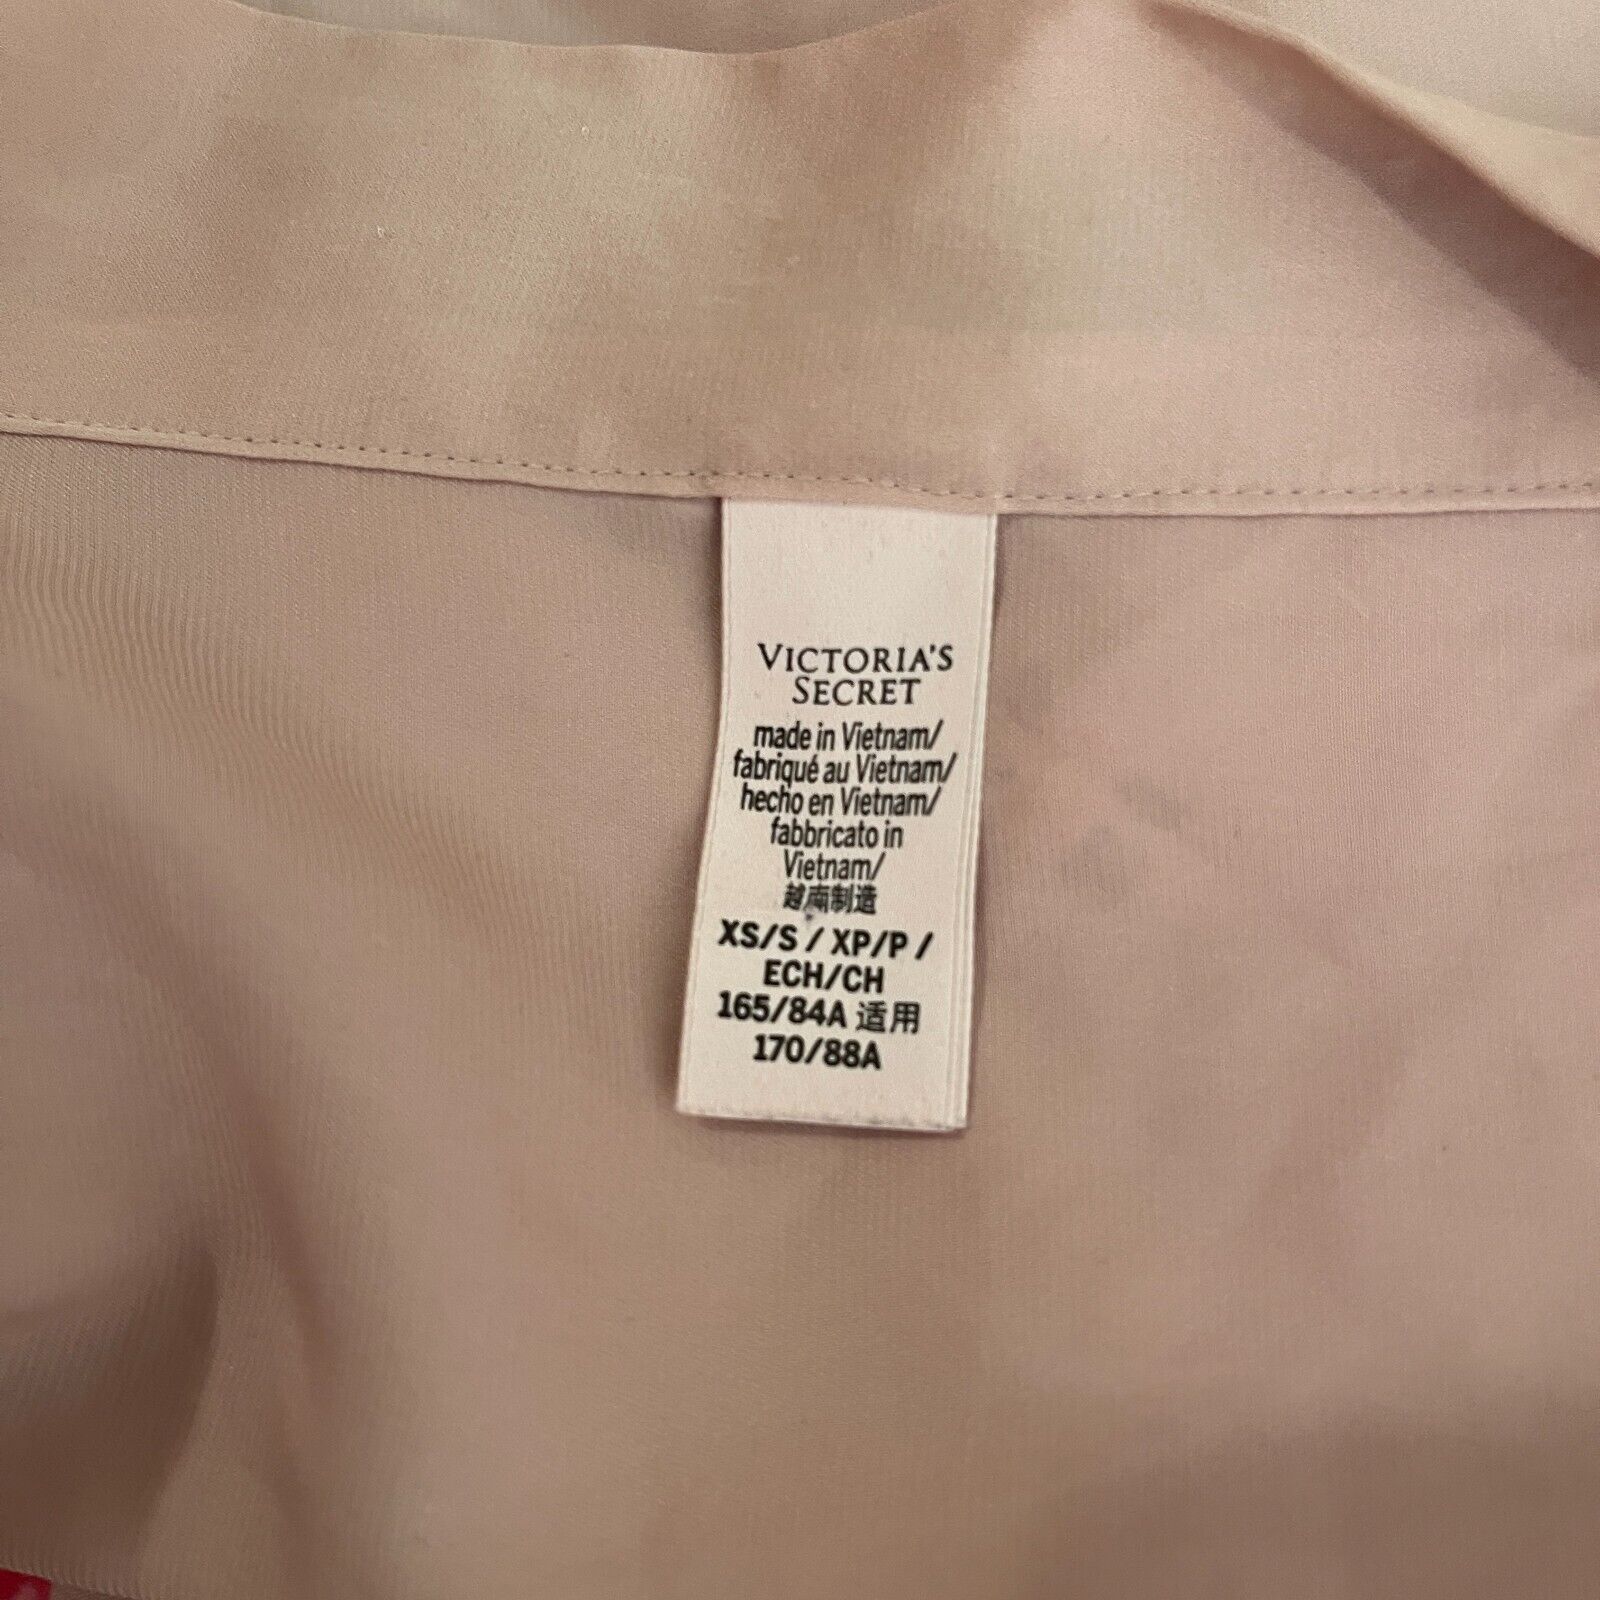 VICTORIA'S
SECRET
made in Vietnam/
fabriqué au Vietnam/
hecho en Vietnam/
fabbricato in
Vietnam/
越南制造
XS/S / XP/P /
ECH/CH
165/84A 适用
170/88A